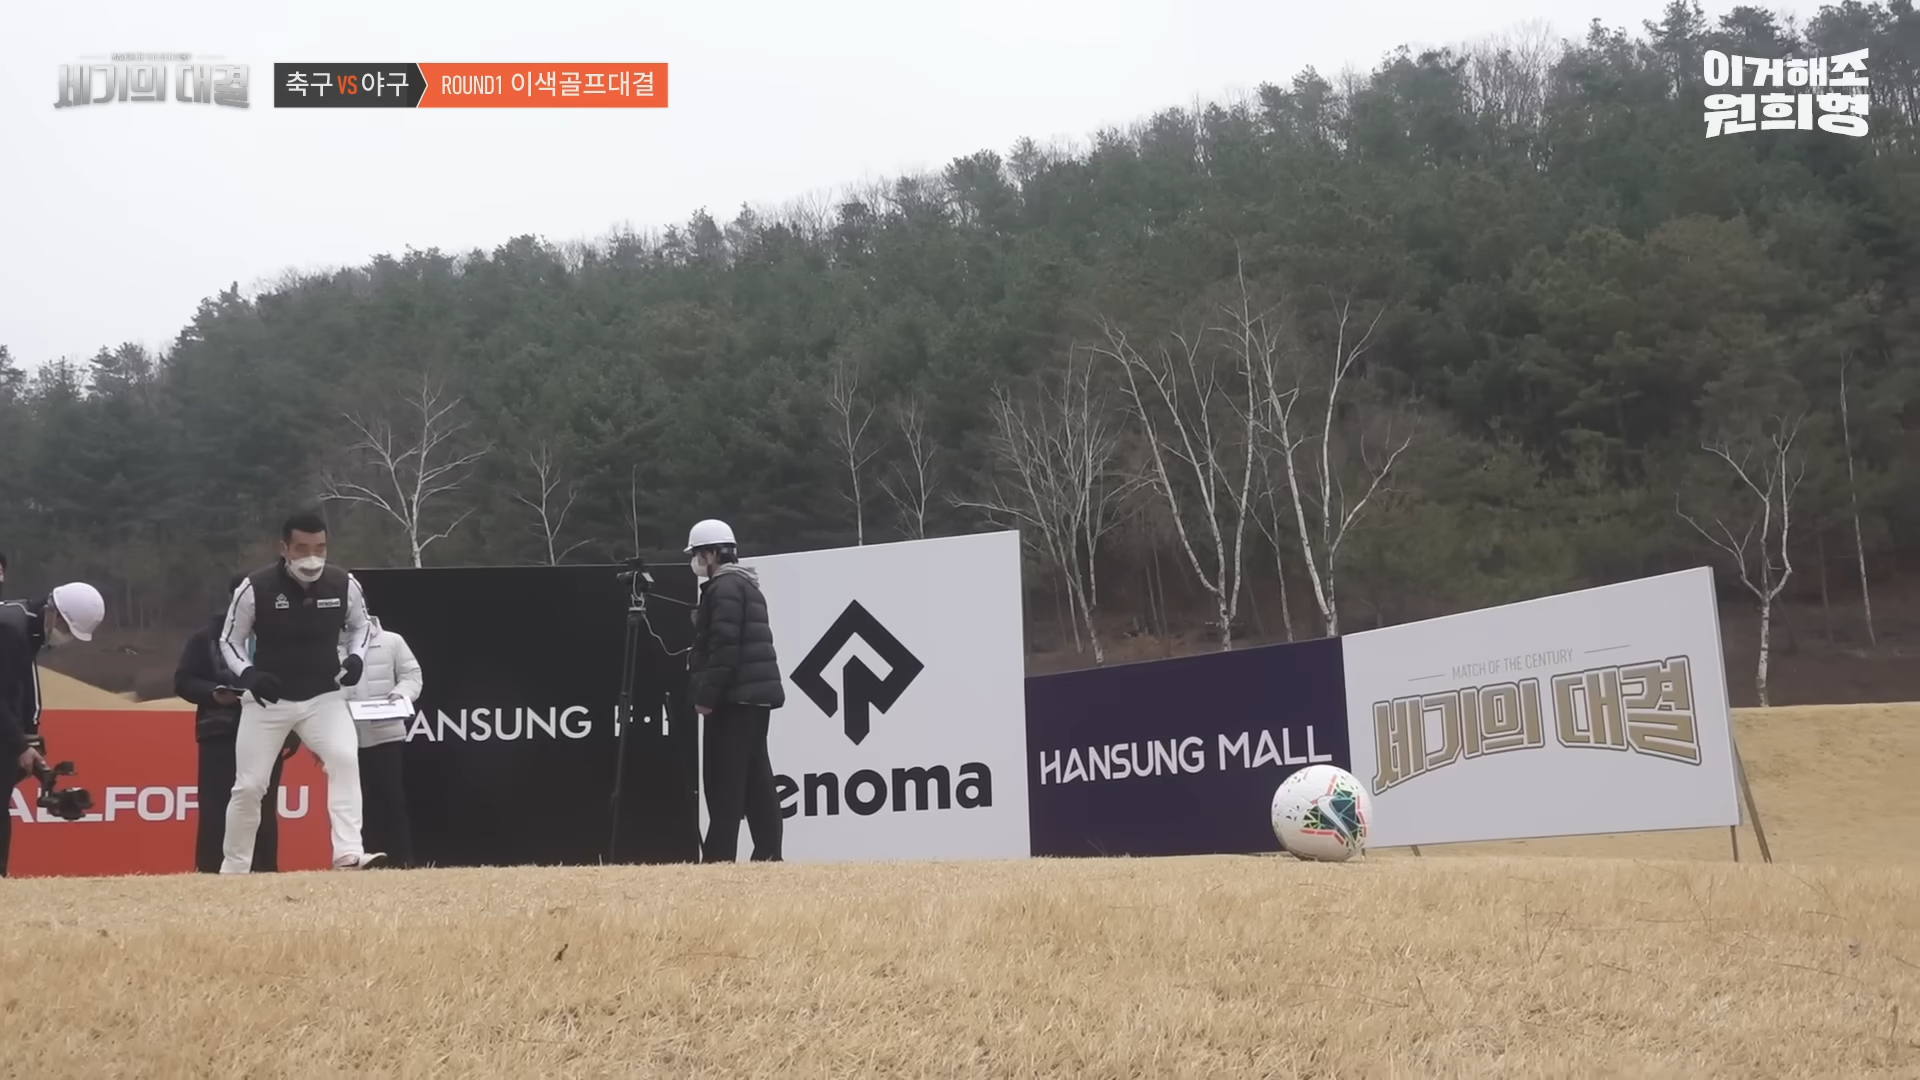 세기의 대결
축구 VS 야구
ROUND1 이색골프대결
이거해조
원희형
ANSUNG
enoma
HANSUNG MALL
MATCH OF THE CENTURY
세기의 대결